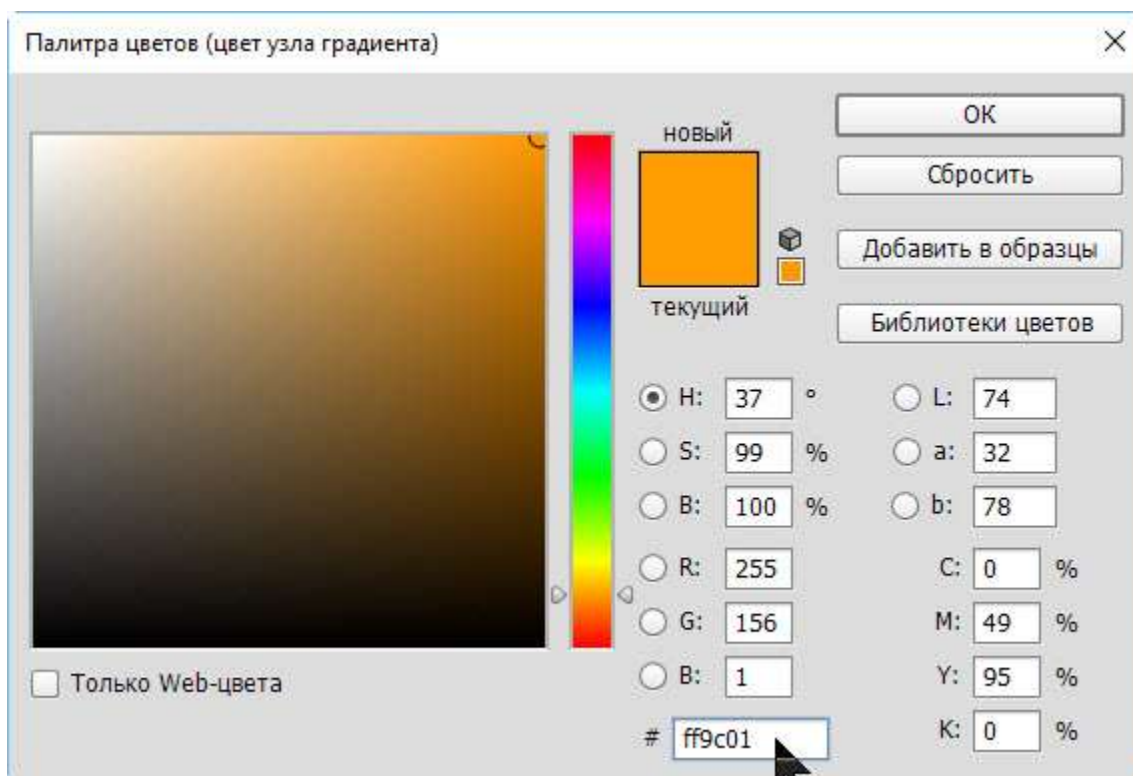 Палитра цветов (цвет узла градиента)
новый
текущий
ОК
Сбросить
Добавить в образцы
Библиотеки цветов
H: 37 °
S: 99 %
B: 100 %
R: 255
G: 156
B: 1
# ff9c01
L: 74
a: 32
b: 78
C: 0 %
M: 49 %
Y: 95 %
K: 0 %
Только Web-цвета